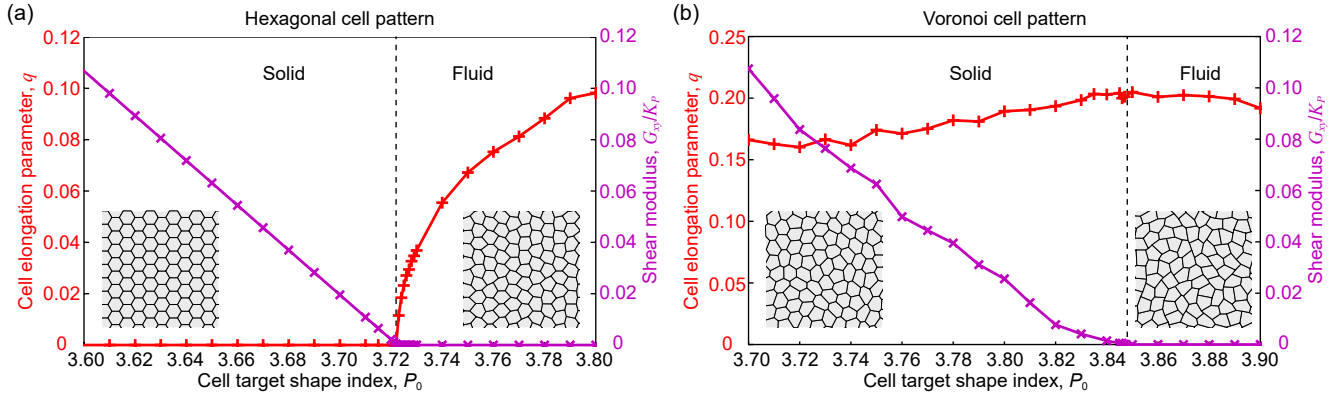 (a)
Hexagonal cell pattern
Cell elongation parameter, q
0.12
0.10
0.08
0.06
0.04
0.02
0
Solid
Fluid
0.12
0.10
0.08
0.06
0.04
0.02
0
Shear modulus, G_xy/K_P
3.60 3.62 3.64 3.66 3.68 3.70 3.72 3.74 3.76 3.78 3.80
Cell target shape index, P_0
(b)
Voronoi cell pattern
Cell elongation parameter, q
0.25
0.20
0.15
0.10
0.05
0
Solid
Fluid
0.12
0.10
0.08
0.06
0.04
0.02
0
Shear modulus, G_xy/K_P
3.70 3.72 3.74 3.76 3.78 3.80 3.82 3.84 3.86 3.88 3.90
Cell target shape index, P_0